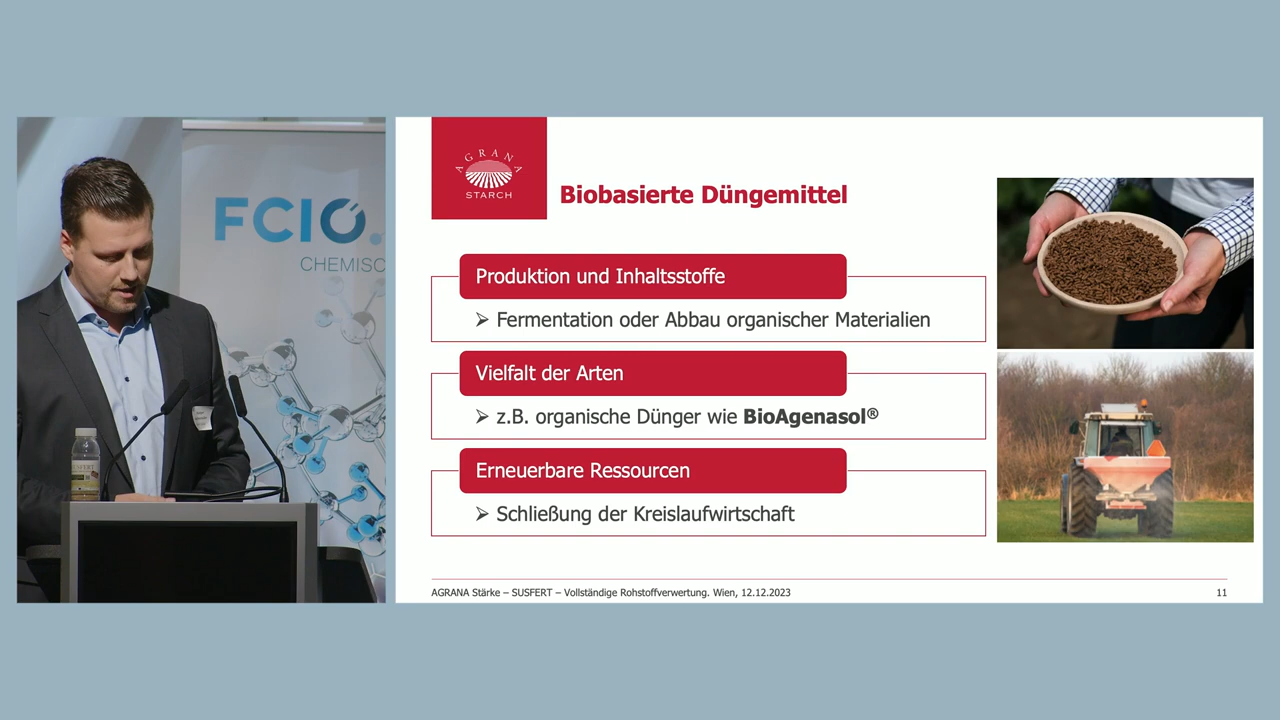 FCIO.
CHEMISC
AGRANA
STARCH
Biobasierte Düngemittel
Produktion und Inhaltsstoffe
➢ Fermentation oder Abbau organischer Materialien
Vielfalt der Arten
➢ z.B. organische Dünger wie BioAgenasol®
Erneuerbare Ressourcen
➢ Schließung der Kreislaufwirtschaft
AGRANA Stärke – SUSFERT – Vollständige Rohstoffverwertung. Wien, 12.12.2023
11